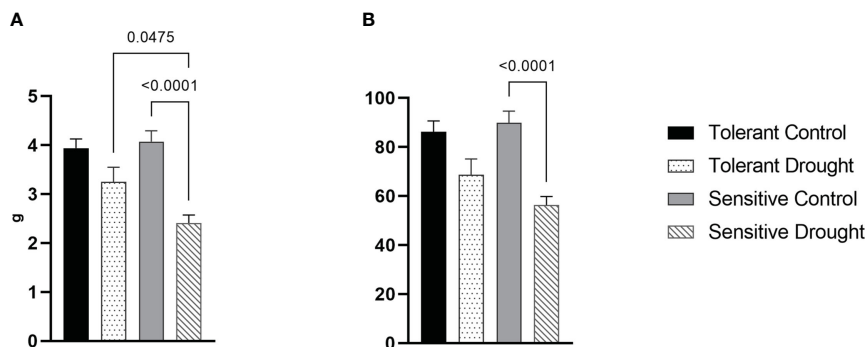 A
B
0.0475
<0.0001
<0.0001
5
4
3
2
1
0
g
100
80
60
40
20
0
Tolerant Control
Tolerant Drought
Sensitive Control
Sensitive Drought